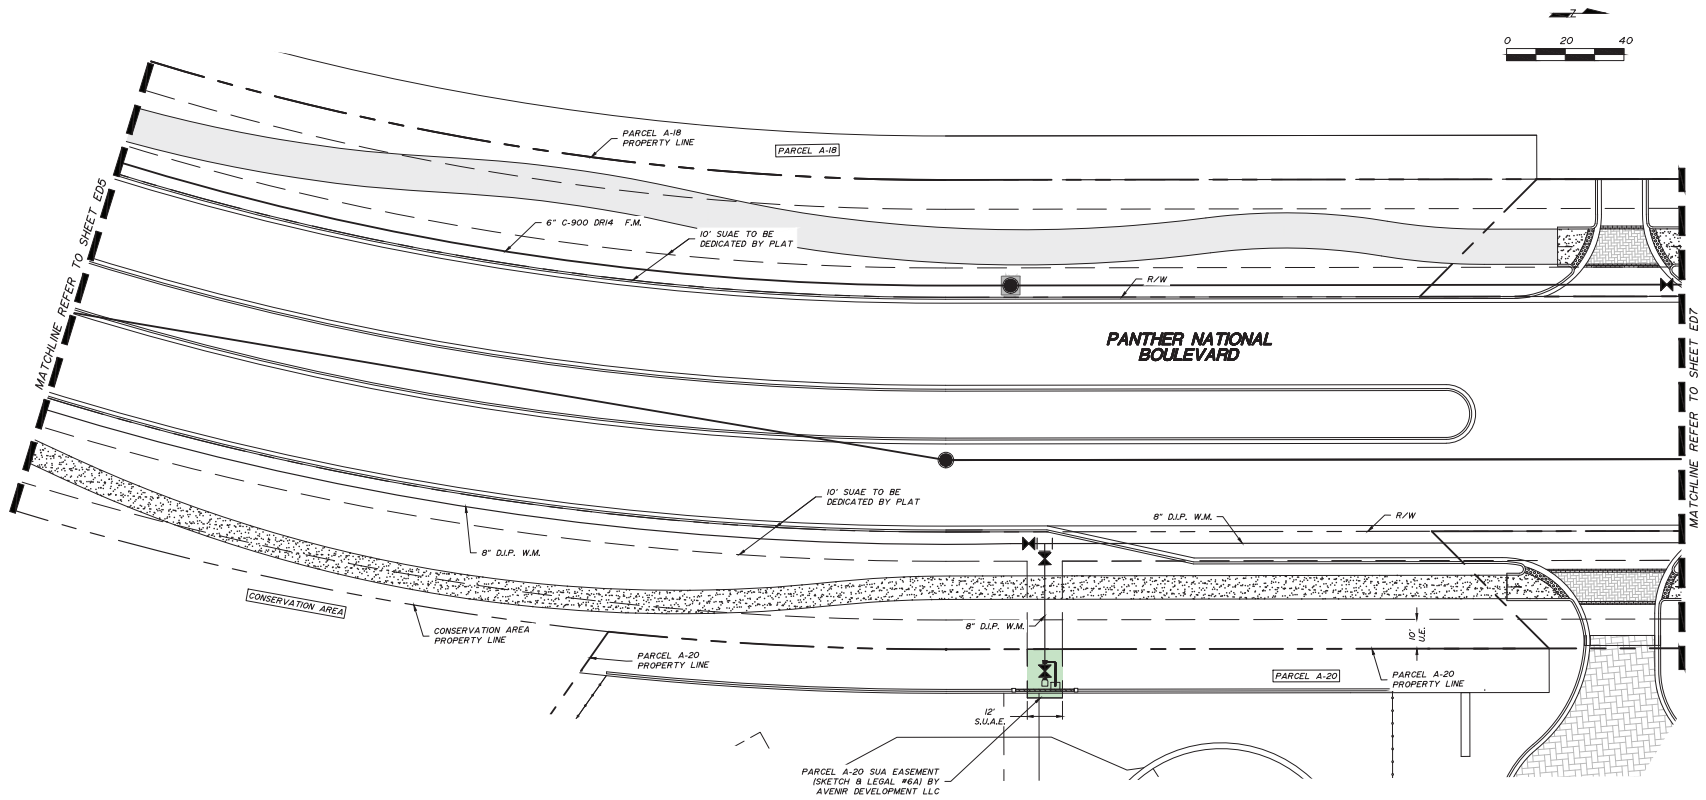 Z
0 20 40
PARCEL A-18
PROPERTY LINE
PARCEL A-18
6" C-900 DR14 F.M.
10' SUAE TO BE
DEDICATED BY PLAT
R/W
MATCHLINE REFER TO SHEET ED5
PANTHER NATIONAL
BOULEVARD
MATCHLINE REFER TO SHEET ED7
10' SUAE TO BE
DEDICATED BY PLAT
8" D.I.P. W.M.
R/W
8" D.I.P. W.M.
CONSERVATION AREA
CONSERVATION AREA
PROPERTY LINE
8" D.I.P. W.M.
10'
U.E.
PARCEL A-20
PROPERTY LINE
PARCEL A-20
PARCEL A-20
PROPERTY LINE
12'
S.U.A.E.
PARCEL A-20 SUA EASEMENT
(SKETCH & LEGAL #6A) BY
AVENIR DEVELOPMENT LLC